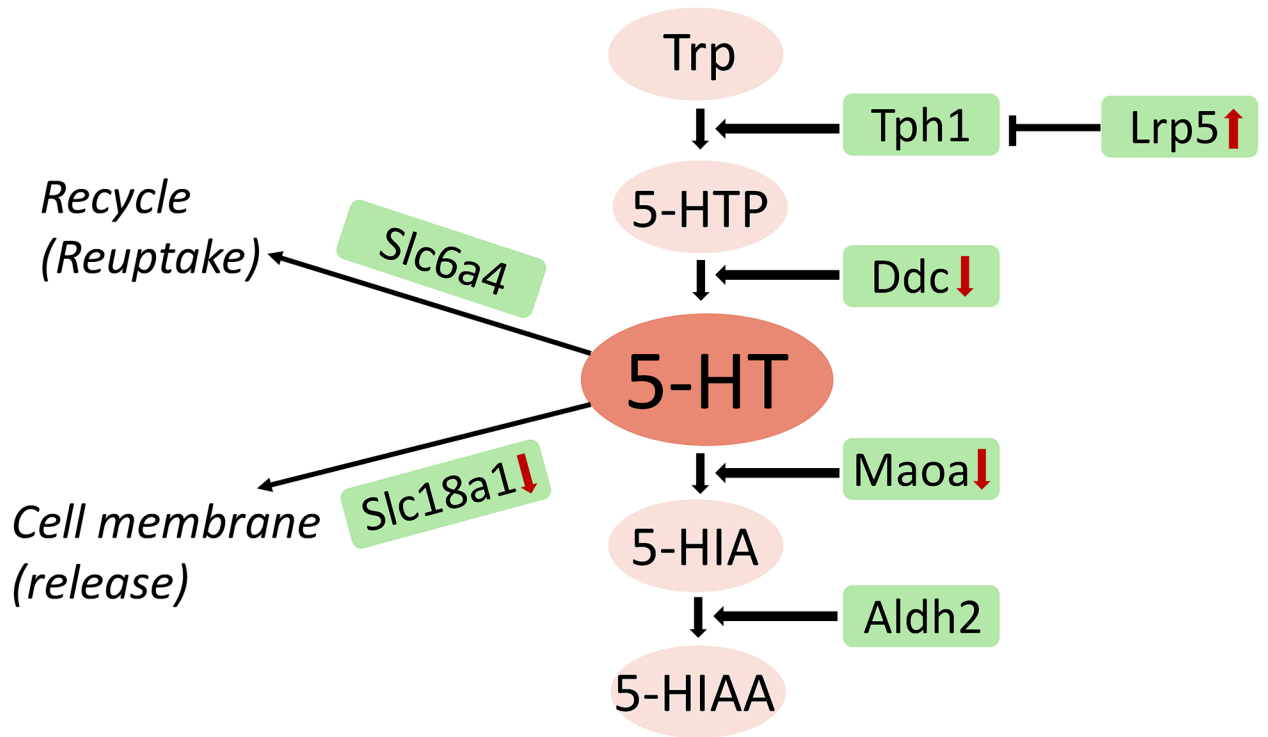 Trp
Tph1
Lrp5
Recycle
(Reuptake)
Slc6a4
5-HTP
Ddc
5-HT
Slc18a1
Maoa
Cell membrane
(release)
5-HIA
Aldh2
5-HIAA